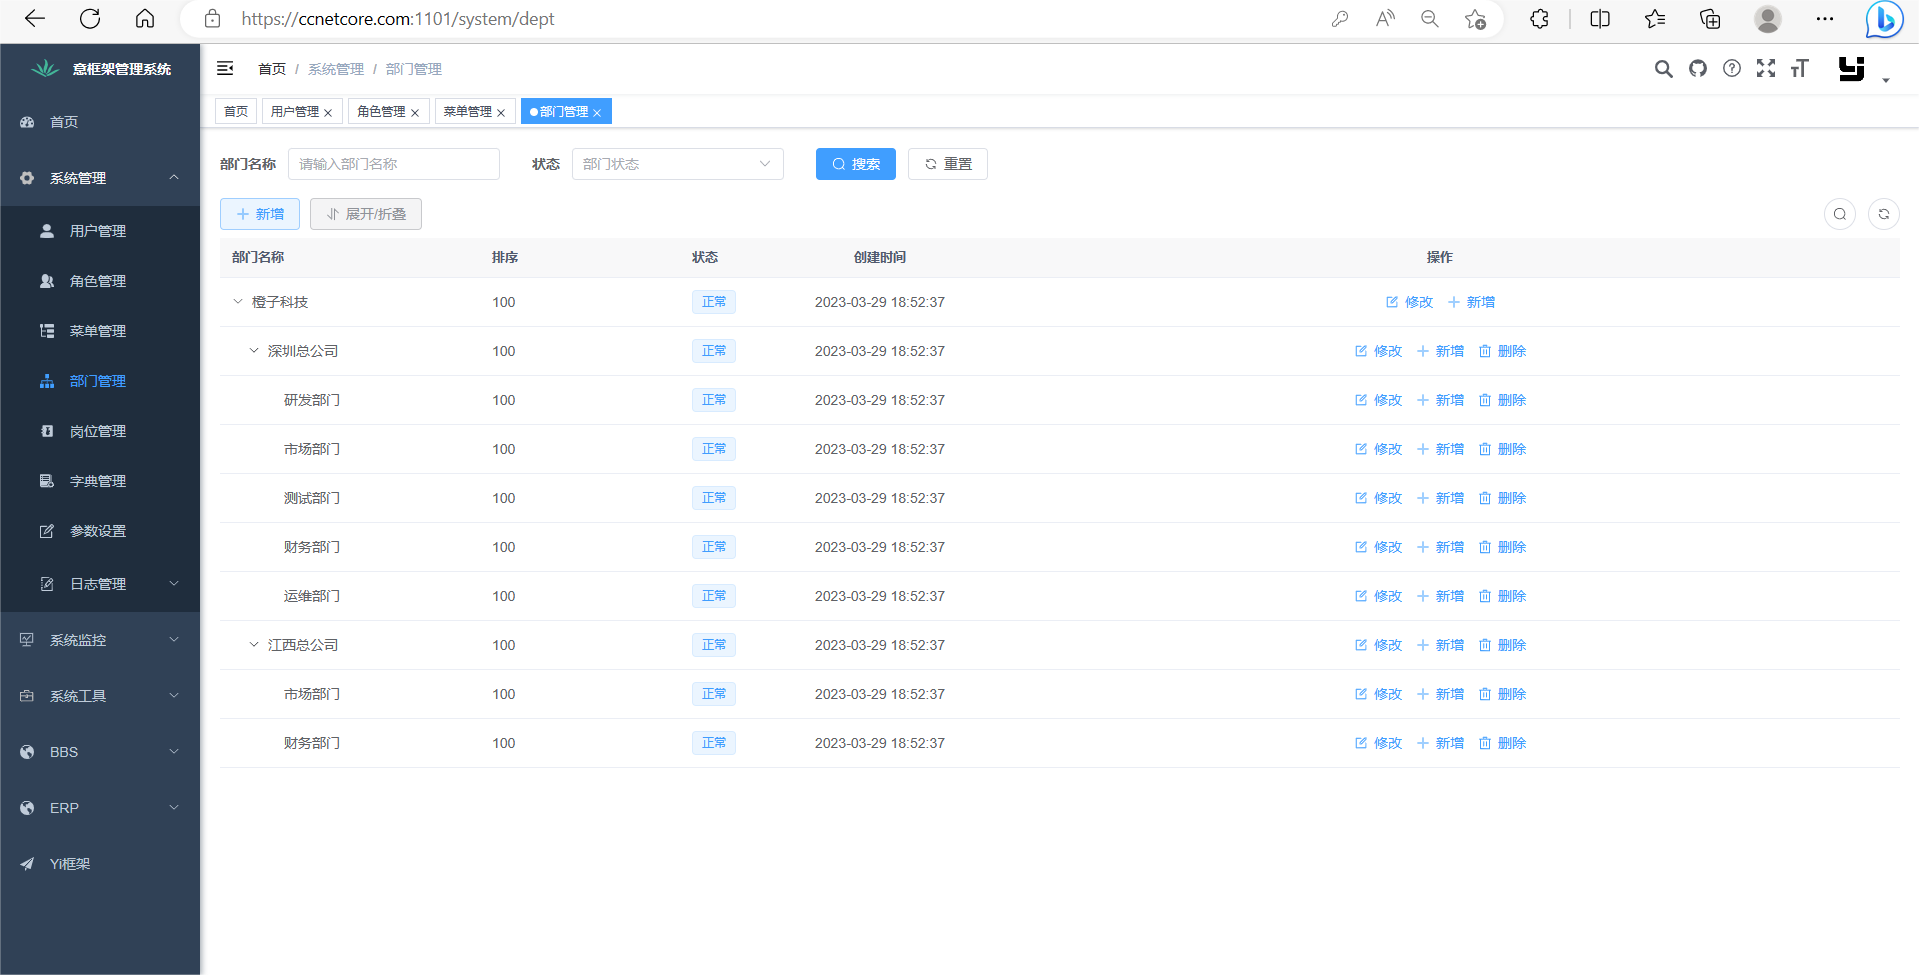 https://ccnetcore.com:1101/system/dept
意框架管理系统
首页 / 系统管理 / 部门管理
首页 用户管理 角色管理 菜单管理 部门管理
首页
系统管理
用户管理
角色管理
菜单管理
部门管理
岗位管理
字典管理
参数设置
日志管理
系统监控
系统工具
BBS
ERP
Yi框架
部门名称 请输入部门名称 状态 部门状态 搜索 重置
新增 展开/折叠
部门名称 排序 状态 创建时间 操作
橙子科技 100 正常 2023-03-29 18:52:37 修改 新增
深圳总公司 100 正常 2023-03-29 18:52:37 修改 新增 删除
研发部门 100 正常 2023-03-29 18:52:37 修改 新增 删除
市场部门 100 正常 2023-03-29 18:52:37 修改 新增 删除
测试部门 100 正常 2023-03-29 18:52:37 修改 新增 删除
财务部门 100 正常 2023-03-29 18:52:37 修改 新增 删除
运维部门 100 正常 2023-03-29 18:52:37 修改 新增 删除
江西总公司 100 正常 2023-03-29 18:52:37 修改 新增 删除
市场部门 100 正常 2023-03-29 18:52:37 修改 新增 删除
财务部门 100 正常 2023-03-29 18:52:37 修改 新增 删除